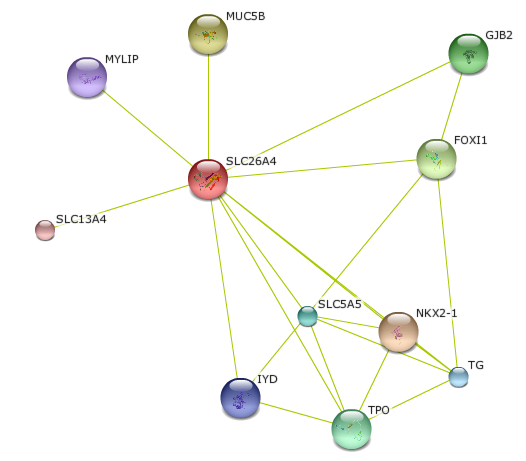 MUC5B
GJB2
MYLIP
FOXI1
SLC26A4
SLC13A4
SLC5A5
NKX2-1
TG
IYD
TPO